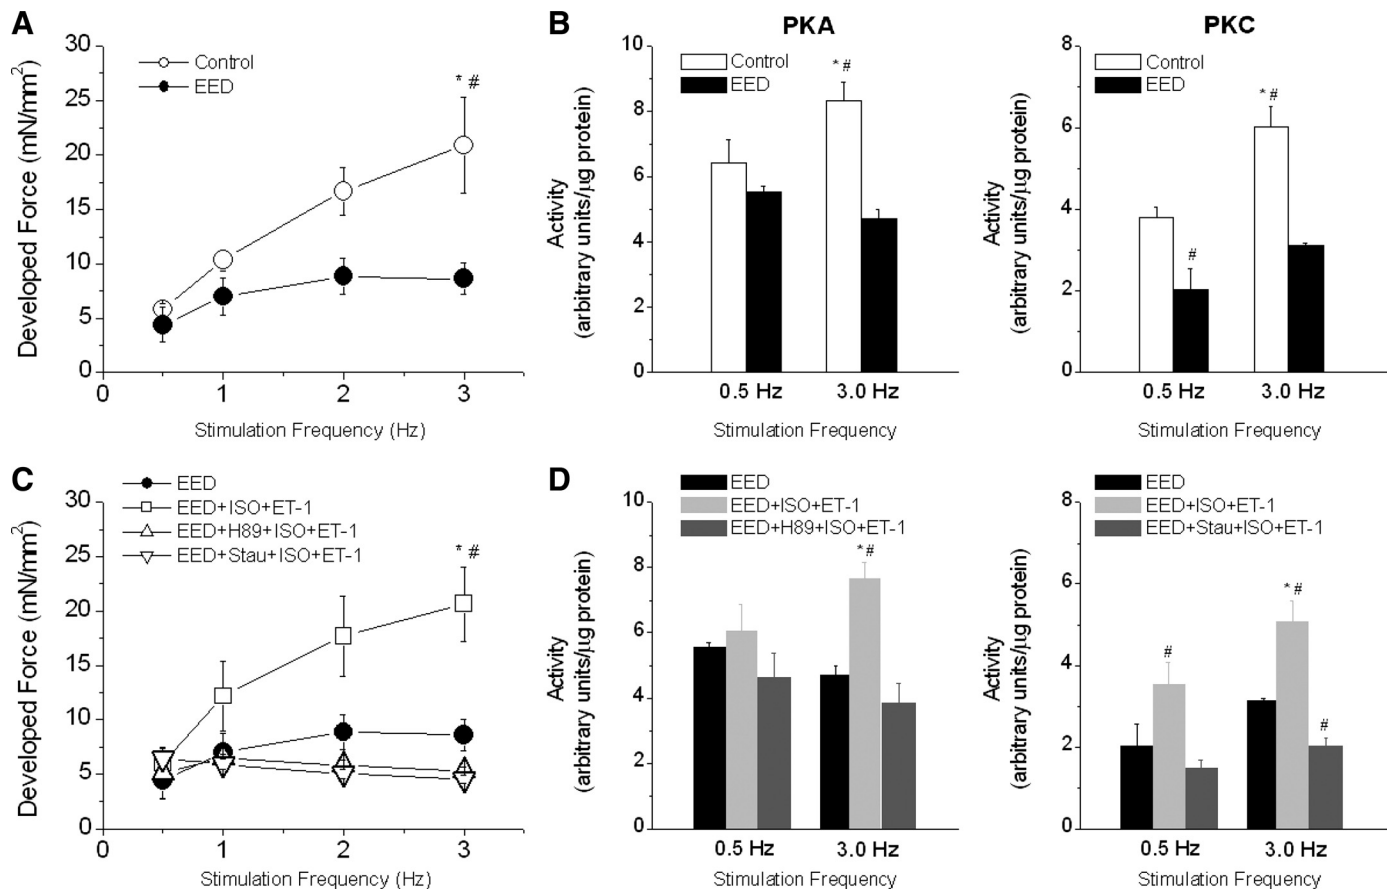 A
Control
EED
* #
30
25
20
15
10
5
0
Developed Force (mN/mm²)
0 1 2 3
Stimulation Frequency (Hz)
B
PKA
Control
EED
* #
10
8
6
4
2
0
Activity
(arbitrary units/µg protein)
0.5 Hz 3.0 Hz
Stimulation Frequency
PKC
Control
EED
* #
#
8
6
4
2
0
Activity
(arbitrary units/µg protein)
0.5 Hz 3.0 Hz
Stimulation Frequency
C
EED
EED+ISO+ET-1
EED+H89+ISO+ET-1
EED+Stau+ISO+ET-1
* #
30
25
20
15
10
5
0
Developed Force (mN/mm²)
0 1 2 3
Stimulation Frequency (Hz)
D
EED
EED+ISO+ET-1
EED+H89+ISO+ET-1
*#
10
8
6
4
2
0
Activity
(arbitrary units/µg protein)
0.5 Hz 3.0 Hz
Stimulation Frequency
EED
EED+ISO+ET-1
EED+Stau+ISO+ET-1
* #
#
#
8
6
4
2
0
Activity
(arbitrary units/µg protein)
0.5 Hz 3.0 Hz
Stimulation Frequency